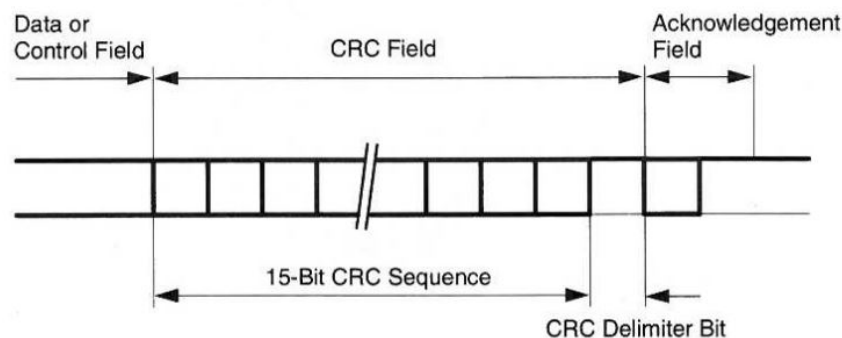 Data or
Control Field
CRC Field
Acknowledgement
Field
15-Bit CRC Sequence
CRC Delimiter Bit